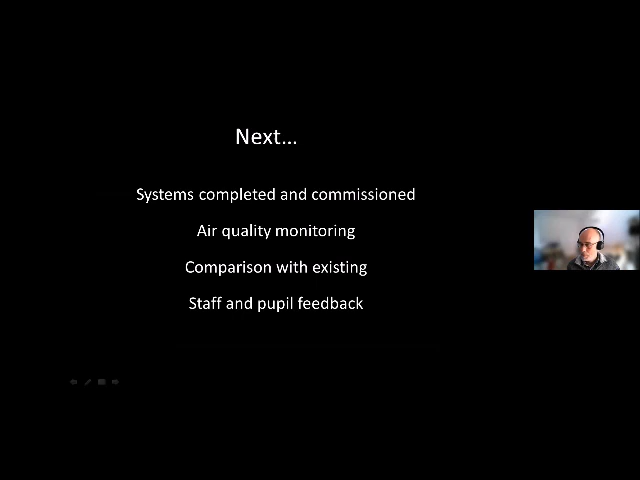 Next...
Systems completed and commissioned
Air quality monitoring
Comparison with existing
Staff and pupil feedback